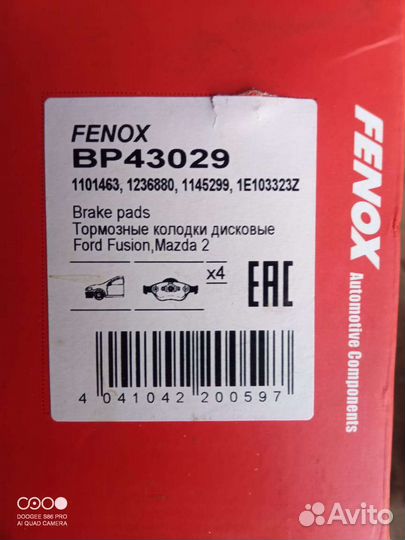 FENOX
BP43029
1101463, 1236880, 1145299, 1E103323Z
Brake pads
Тормозные колодки дисковые
Ford Fusion,Mazda 2
x4
EAC
4 041042 200597
FENOX
Automotive Components
DOOGEE S86 PRO
AI QUAD CAMERA
Avito